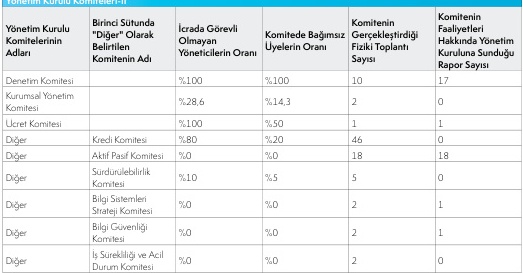 Yönetim Kurulu Komiteleri-II
Yönetim Kurulu Komitelerinin Adları | Birinci Sütunda "Diğer" Olarak Belirtilen Komitenin Adı | İcrada Görevli Olmayan Yöneticilerin Oranı | Komitede Bağımsız Üyelerin Oranı | Komitenin Gerçekleştirdiği Fiziki Toplantı Sayısı | Komitenin Faaliyetleri Hakkında Yönetim Kuruluna Sunduğu Rapor Sayısı
Denetim Komitesi | | %100 | %100 | 10 | 17
Kurumsal Yönetim Komitesi | | %28,6 | %14,3 | 2 | 0
Ücret Komitesi | | %100 | %50 | 1 | 1
Diğer | Kredi Komitesi | %80 | %20 | 46 | 0
Diğer | Aktif Pasif Komitesi | %0 | %0 | 18 | 18
Diğer | Sürdürülebilirlik Komitesi | %10 | %5 | 5 | 0
Diğer | Bilgi Sistemleri Strateji Komitesi | %0 | %0 | 2 | 1
Diğer | Bilgi Güvenliği Komitesi | %0 | %0 | 2 | 1
Diğer | İş Sürekliliği ve Acil Durum Komitesi | %0 | %0 | 2 | 0